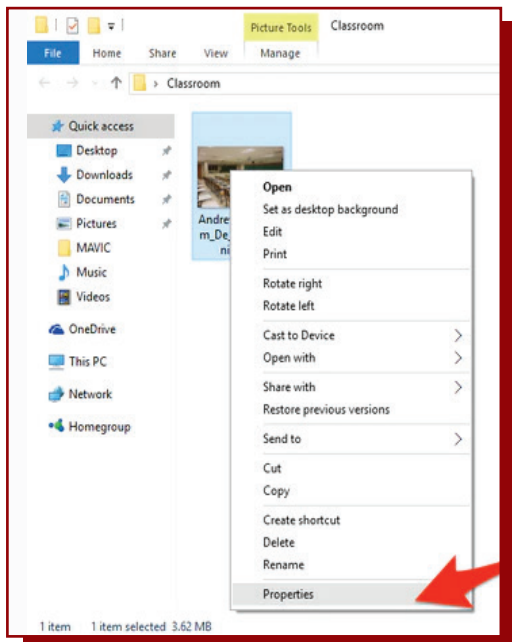 Picture Tools Classroom
File Home Share View Manage
> Classroom
Quick access
Desktop
Downloads
Documents
Pictures
MAVIC
Music
Videos
OneDrive
This PC
Network
Homegroup
Andre
m_De_
ni
Open
Set as desktop background
Edit
Print
Rotate right
Rotate left
Cast to Device >
Open with >
Share with >
Restore previous versions
Send to >
Cut
Copy
Create shortcut
Delete
Rename
Properties
1 item 1 item selected 3.62 MB